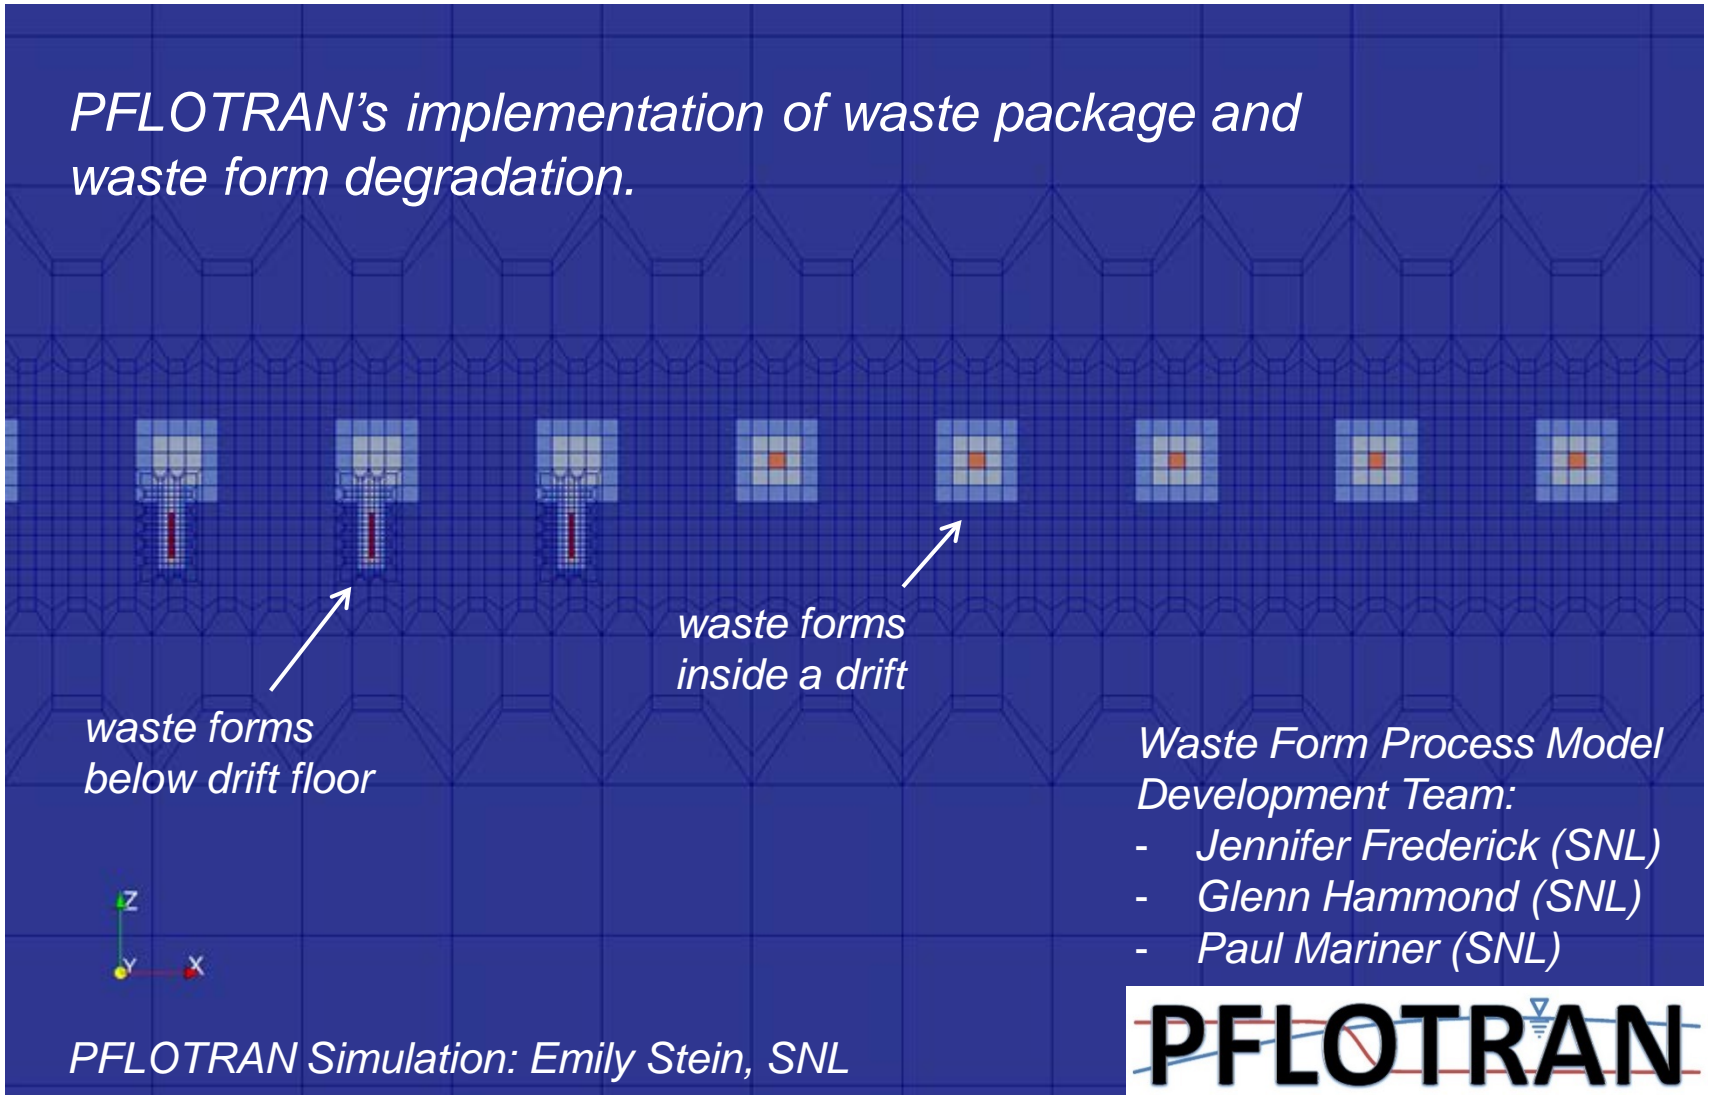 PFLOTRAN’s implementation of waste package and
waste form degradation.
waste forms
inside a drift
waste forms
below drift floor
Waste Form Process Model
Development Team:
- Jennifer Frederick (SNL)
- Glenn Hammond (SNL)
- Paul Mariner (SNL)
Z
Y X
PFLOTRAN Simulation: Emily Stein, SNL
PFLOTRAN